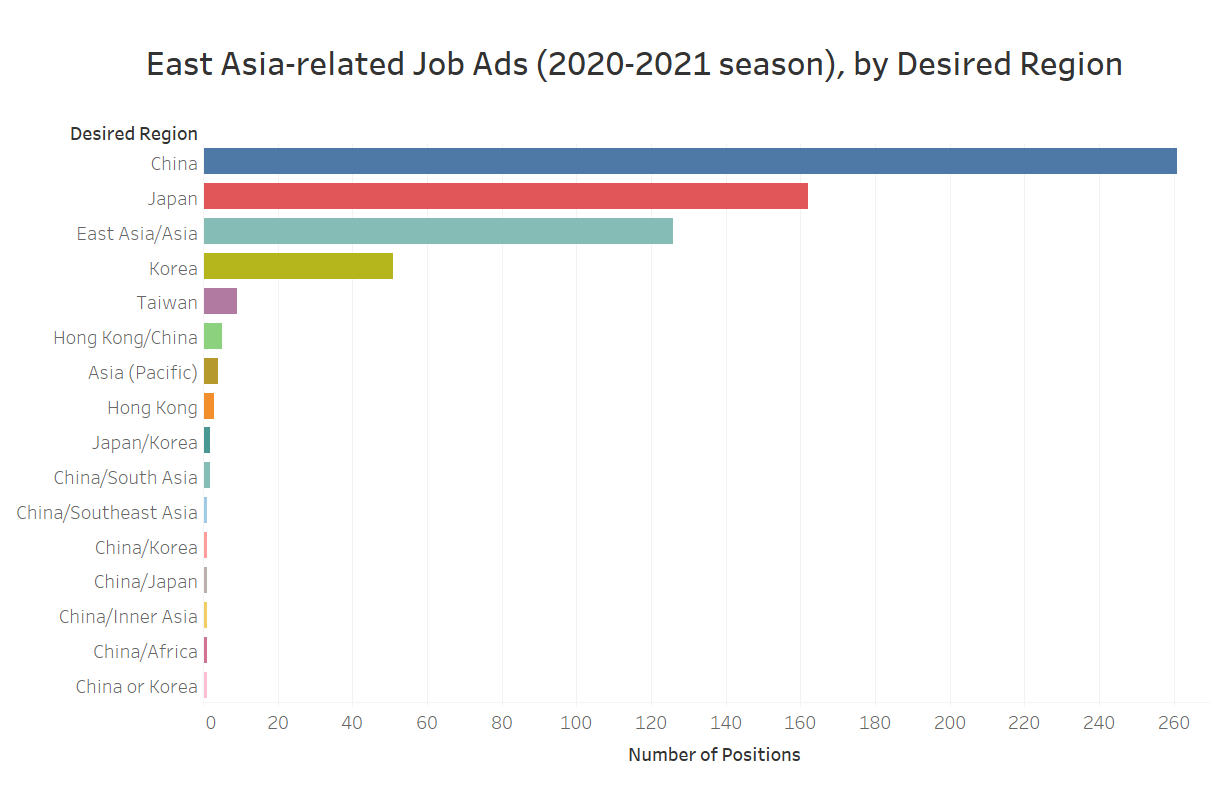 East Asia-related Job Ads (2020-2021 season), by Desired Region
Desired Region
China
Japan
East Asia/Asia
Korea
Taiwan
Hong Kong/China
Asia (Pacific)
Hong Kong
Japan/Korea
China/South Asia
China/Southeast Asia
China/Korea
China/Japan
China/Inner Asia
China/Africa
China or Korea
0 20 40 60 80 100 120 140 160 180 200 220 240 260
Number of Positions